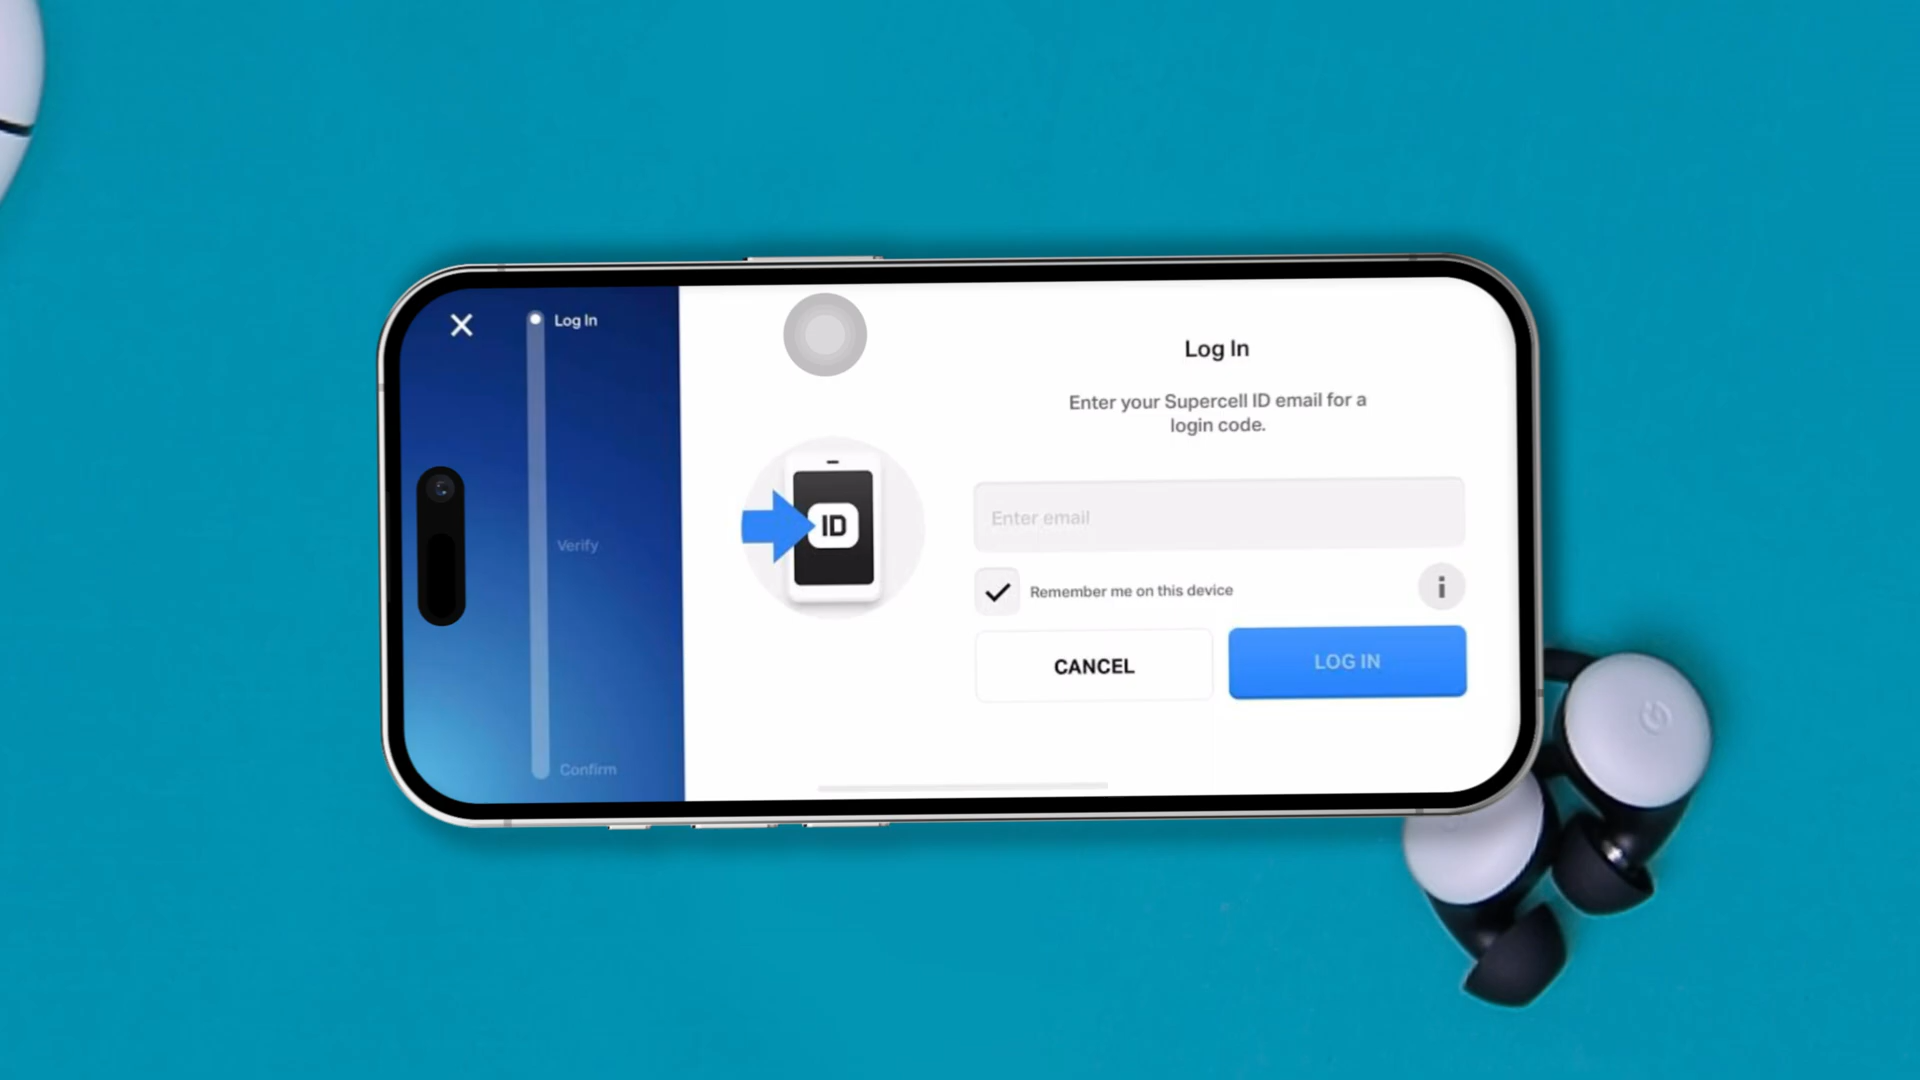 Log In
Verify
Confirm
ID
Log In
Enter your Supercell ID email for a
login code.
Enter email
Remember me on this device
i
CANCEL
LOG IN